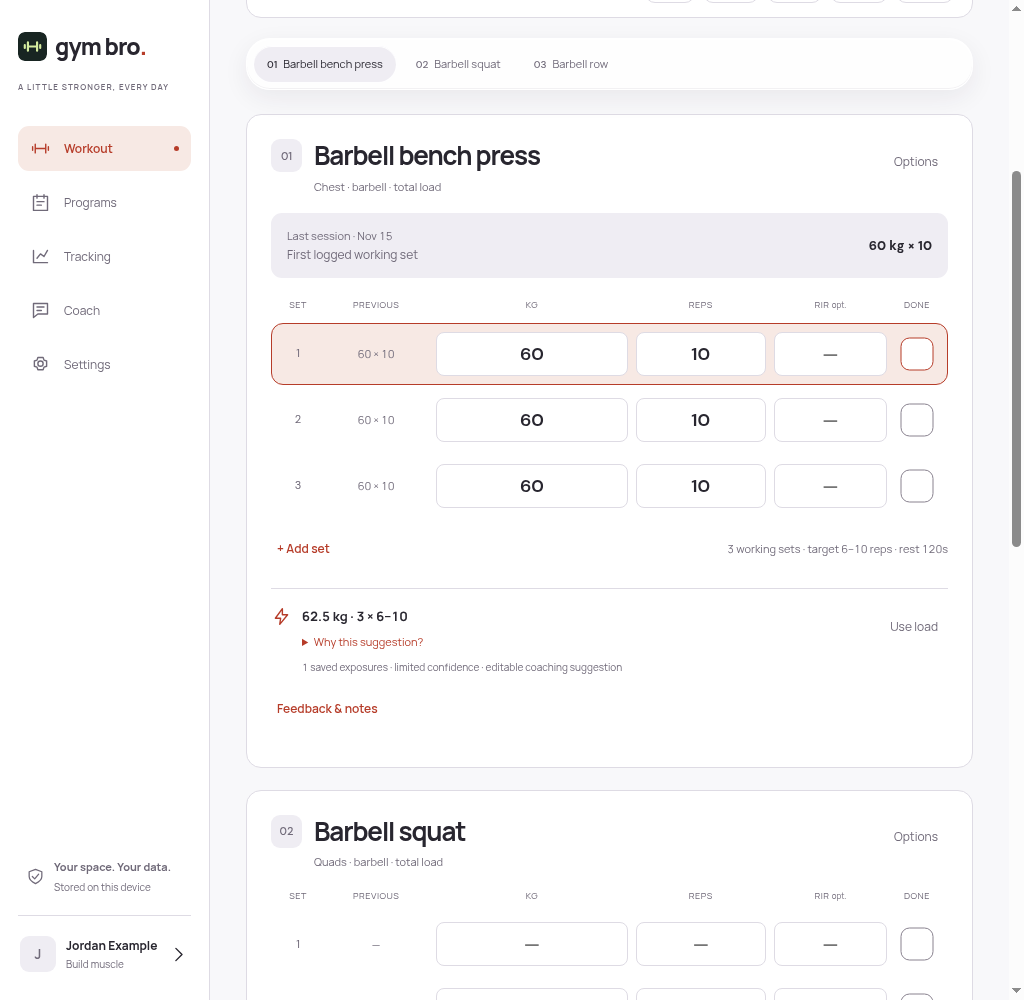 gym bro.
A LITTLE STRONGER, EVERY DAY
Workout
Programs
Tracking
Coach
Settings
Your space. Your data.
Stored on this device
J
Jordan Example
Build muscle
01 Barbell bench press
02 Barbell squat
03 Barbell row
01
Barbell bench press
Options
Chest · barbell · total load
Last session · Nov 15
First logged working set
60 kg × 10
SET PREVIOUS KG REPS RIR opt. DONE
1 60 × 10 60 10 —
2 60 × 10 60 10 —
3 60 × 10 60 10 —
+ Add set
3 working sets · target 6–10 reps · rest 120s
62.5 kg · 3 × 6–10
Why this suggestion?
Use load
1 saved exposures · limited confidence · editable coaching suggestion
Feedback & notes
02
Barbell squat
Options
Quads · barbell · total load
SET PREVIOUS KG REPS RIR opt. DONE
1 — — — —